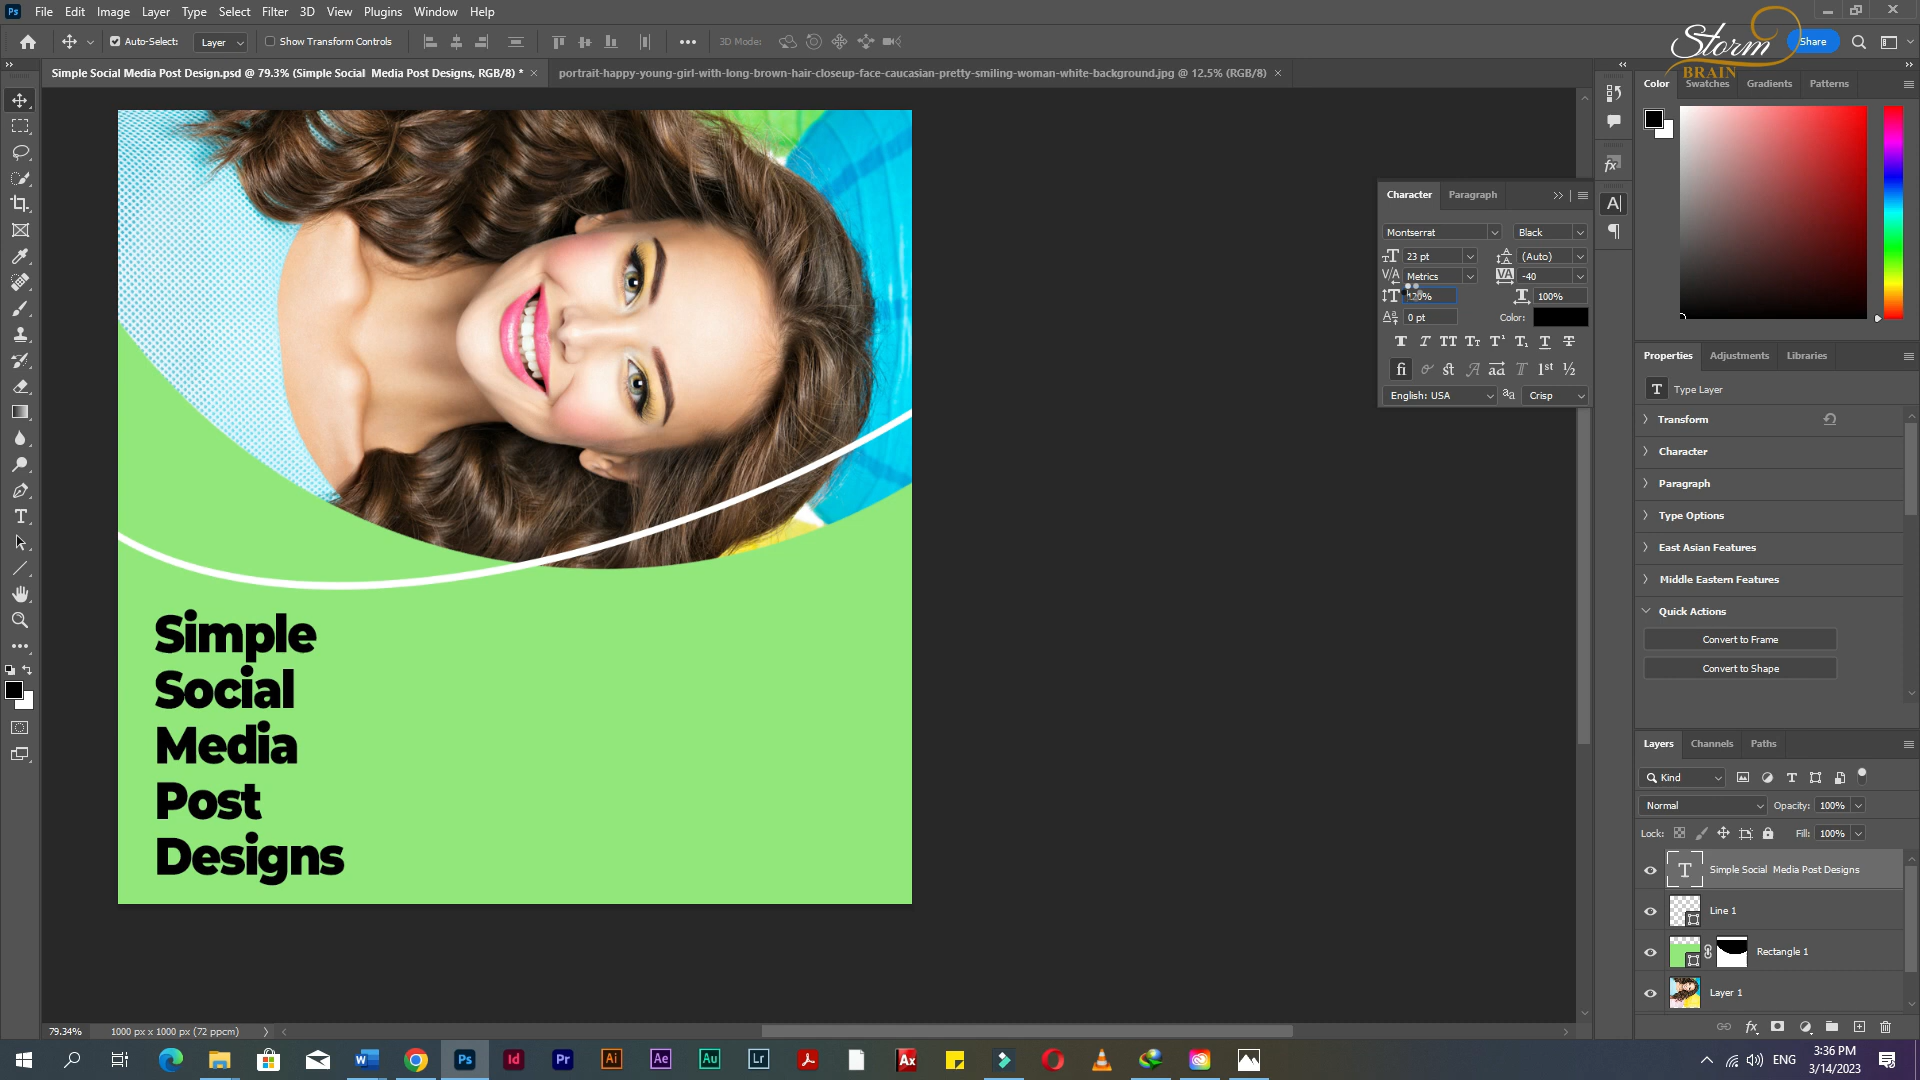 Ps File Edit Image Layer Type Select Filter 3D View Plugins Window Help
Auto-Select: Layer Show Transform Controls 3D Mode: Share
Storm
BRAIN
Simple Social Media Post Design.psd @ 79.3% (Simple Social Media Post Designs, RGB/8) * × portrait-happy-young-girl-with-long-brown-hair-closeup-face-caucasian-pretty-smiling-woman-white-background.jpg @ 12.5% (RGB/8) ×
Color Swatches Gradients Patterns
Character Paragraph
Montserrat Black
23 pt (Auto)
Metrics -40
120% 100%
0 pt Color:
English: USA Crisp
Properties Adjustments Libraries
Type Layer
Transform
Character
Paragraph
Type Options
East Asian Features
Middle Eastern Features
Quick Actions
Convert to Frame
Convert to Shape
Simple
Social
Media
Post
Designs
Layers Channels Paths
Kind
Normal Opacity: 100%
Lock: Fill: 100%
Simple Social Media Post Designs
Line 1
Rectangle 1
Layer 1
79.34% 1000 px x 1000 px (72 ppcm)
ENG
3:36 PM
3/14/2023